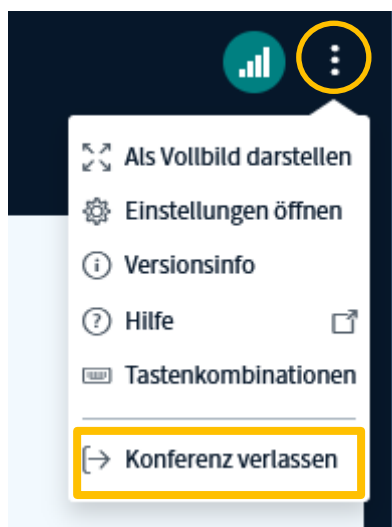 Als Vollbild darstellen
Einstellungen öffnen
Versionsinfo
Hilfe
Tastenkombinationen
Konferenz verlassen